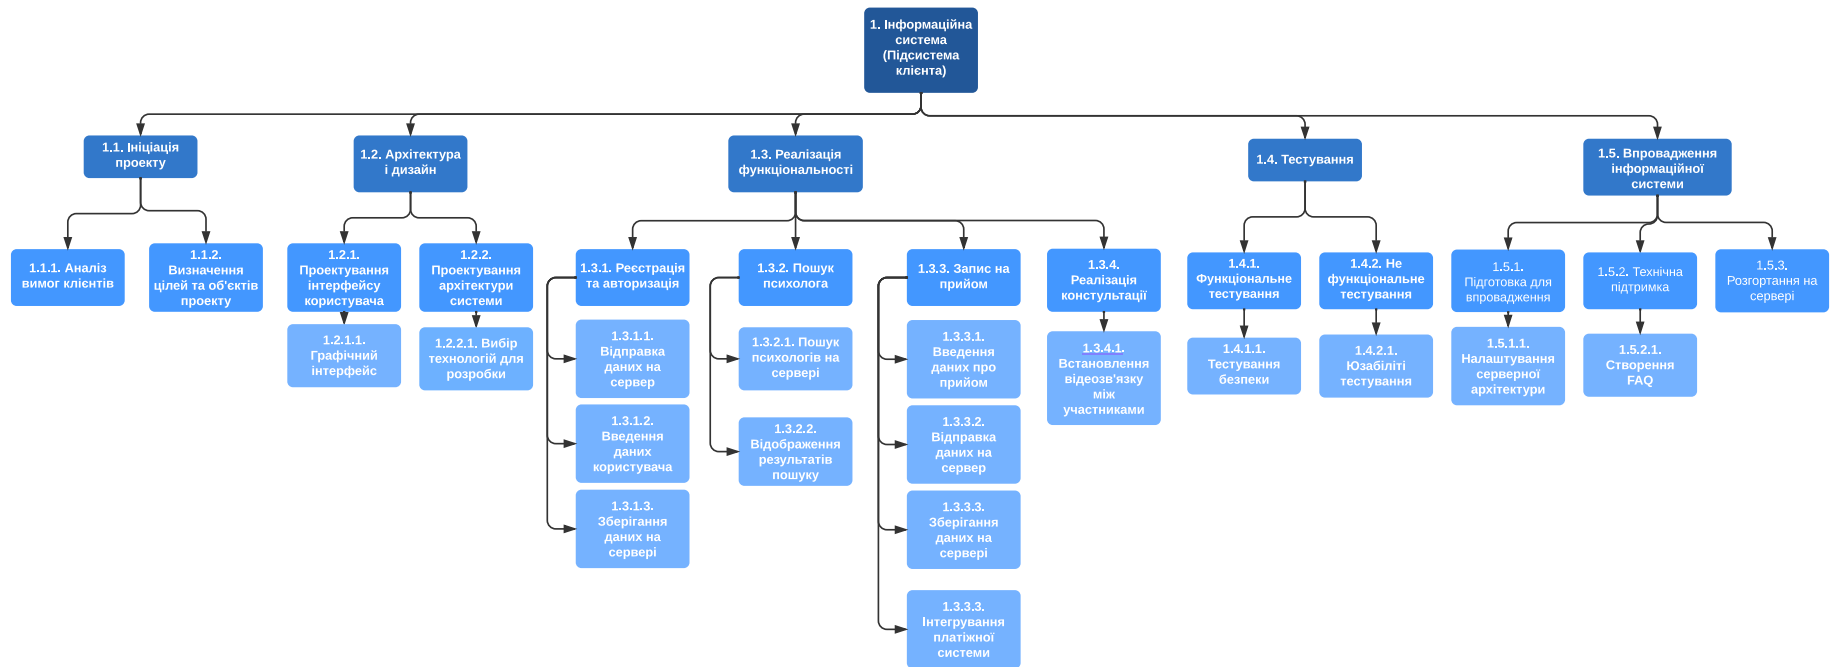 1. Інформаційна
система
(Підсистема
клієнта)
1.1. Ініціація
проекту
1.2. Архітектура
і дизайн
1.3. Реалізація
функціональності
1.4. Тестування
1.5. Впровадження
інформаційної
системи
1.1.1. Аналіз
вимог клієнтів
1.1.2.
Визначення
цілей та об'єктів
проекту
1.2.1.
Проектування
інтерфейсу
користувача
1.2.2.
Проектування
архітектури
системи
1.3.1. Реєстрація
та авторизація
1.3.2. Пошук
психолога
1.3.3. Запис на
прийом
1.3.4.
Реалізація
констультації
1.4.1.
Функціональне
тестування
1.4.2. Не
функціональне
тестування
1.5.1.
Підготовка для
впровадження
1.5.2. Технічна
підтримка
1.5.3.
Розгортання на
сервері
1.2.1.1.
Графічний
інтерфейс
1.2.2.1. Вибір
технологій для
розробки
1.3.1.1.
Відправка
даних на
сервер
1.3.1.2.
Введення
даних
користувача
1.3.1.3.
Зберігання
даних на
сервері
1.3.2.1. Пошук
психологів на
сервері
1.3.2.2.
Відображення
результатів
пошуку
1.3.3.1.
Введення
даних про
прийом
1.3.3.2.
Відправка
даних на
сервер
1.3.3.3.
Зберігання
даних на
сервері
1.3.3.3.
Інтегрування
платіжної
системи
1.3.4.1.
Встановлення
відеозв'язку
між
участниками
1.4.1.1.
Тестування
безпеки
1.4.2.1.
Юзабіліті
тестування
1.5.1.1.
Налаштування
серверної
архітектури
1.5.2.1.
Створення
FAQ